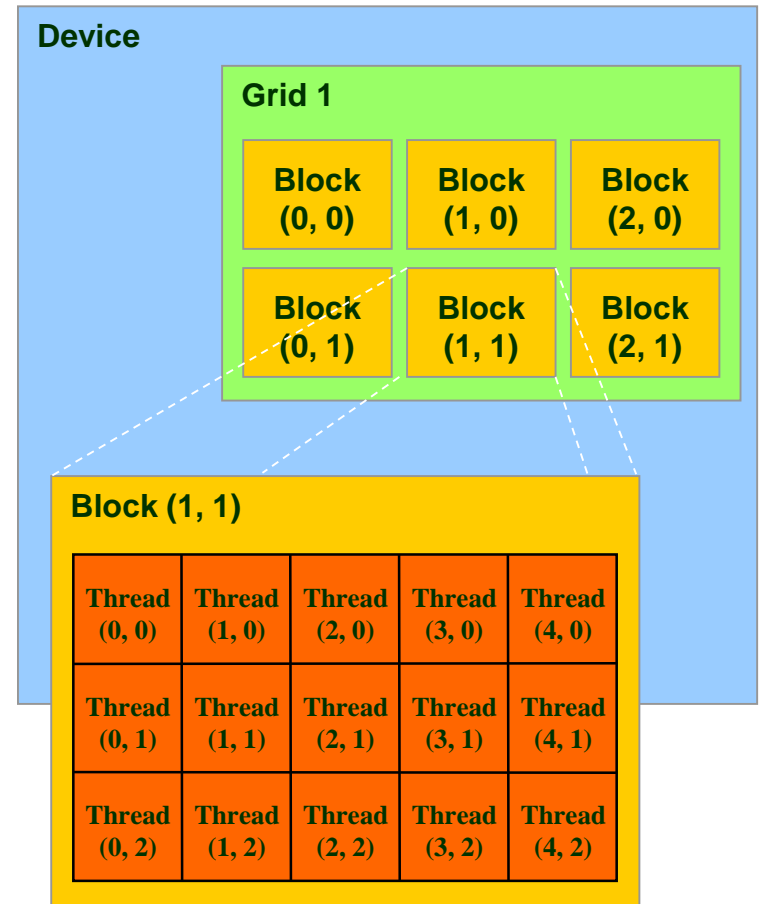 Device
Grid 1
Block
(0, 0)
Block
(1, 0)
Block
(2, 0)
Block
(0, 1)
Block
(1, 1)
Block
(2, 1)
Block (1, 1)
Thread
(0, 0)
Thread
(1, 0)
Thread
(2, 0)
Thread
(3, 0)
Thread
(4, 0)
Thread
(0, 1)
Thread
(1, 1)
Thread
(2, 1)
Thread
(3, 1)
Thread
(4, 1)
Thread
(0, 2)
Thread
(1, 2)
Thread
(2, 2)
Thread
(3, 2)
Thread
(4, 2)